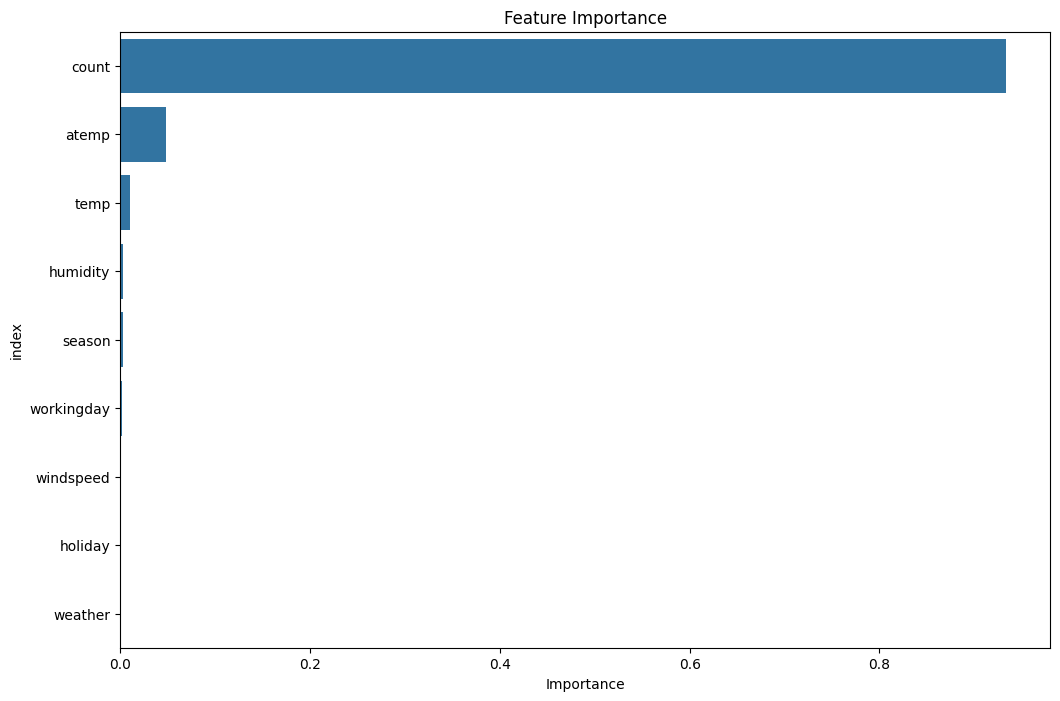 Feature Importance
count
atemp
temp
humidity
season
workingday
windspeed
holiday
weather
index
0.0 0.2 0.4 0.6 0.8
Importance